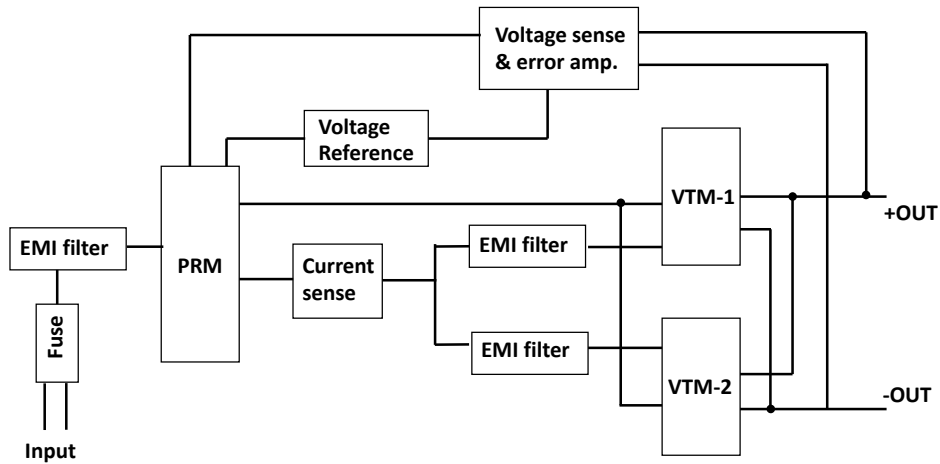 Voltage sense
& error amp.
Voltage
Reference
VTM-1
+OUT
EMI filter
EMI filter
PRM
Current
sense
Fuse
EMI filter
VTM-2
-OUT
Input